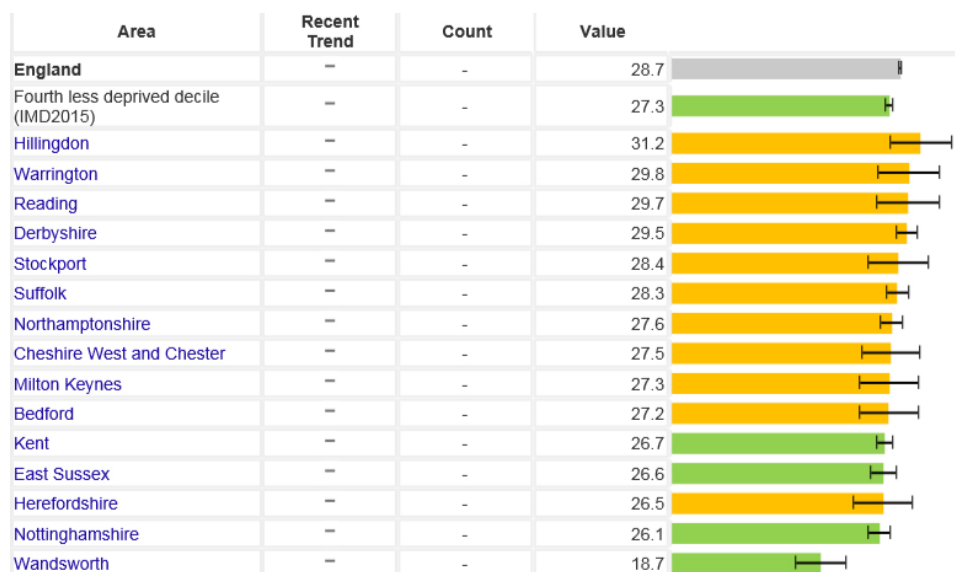 Area Recent Trend Count Value
England – - 28.7
Fourth less deprived decile
(IMD2015) – - 27.3
Hillingdon – - 31.2
Warrington – - 29.8
Reading – - 29.7
Derbyshire – - 29.5
Stockport – - 28.4
Suffolk – - 28.3
Northamptonshire – - 27.6
Cheshire West and Chester – - 27.5
Milton Keynes – - 27.3
Bedford – - 27.2
Kent – - 26.7
East Sussex – - 26.6
Herefordshire – - 26.5
Nottinghamshire – - 26.1
Wandsworth – - 18.7